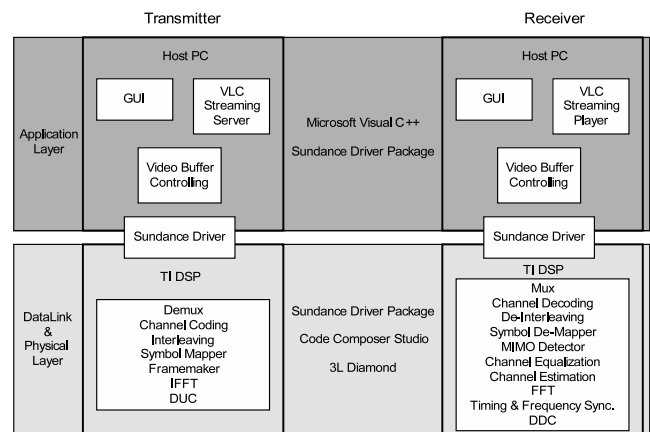 Transmitter
Receiver
Host PC
GUI
VLC
Streaming
Server
Video Buffer
Controlling
Application
Layer
Microsoft Visual C++
Sundance Driver Package
Host PC
GUI
VLC
Streaming
Player
Video Buffer
Controlling
Sundance Driver
Sundance Driver
DataLink
&
Physical
Layer
TI DSP
Demux
Channel Coding
Interleaving
Symbol Mapper
Framemaker
IFFT
DUC
Sundance Driver Package
Code Composer Studio
3L Diamond
TI DSP
Mux
Channel Decoding
De-Interleaving
Symbol De-Mapper
MIMO Detector
Channel Equalization
Channel Estimation
FFT
Timing & Frequency Sync.
DDC